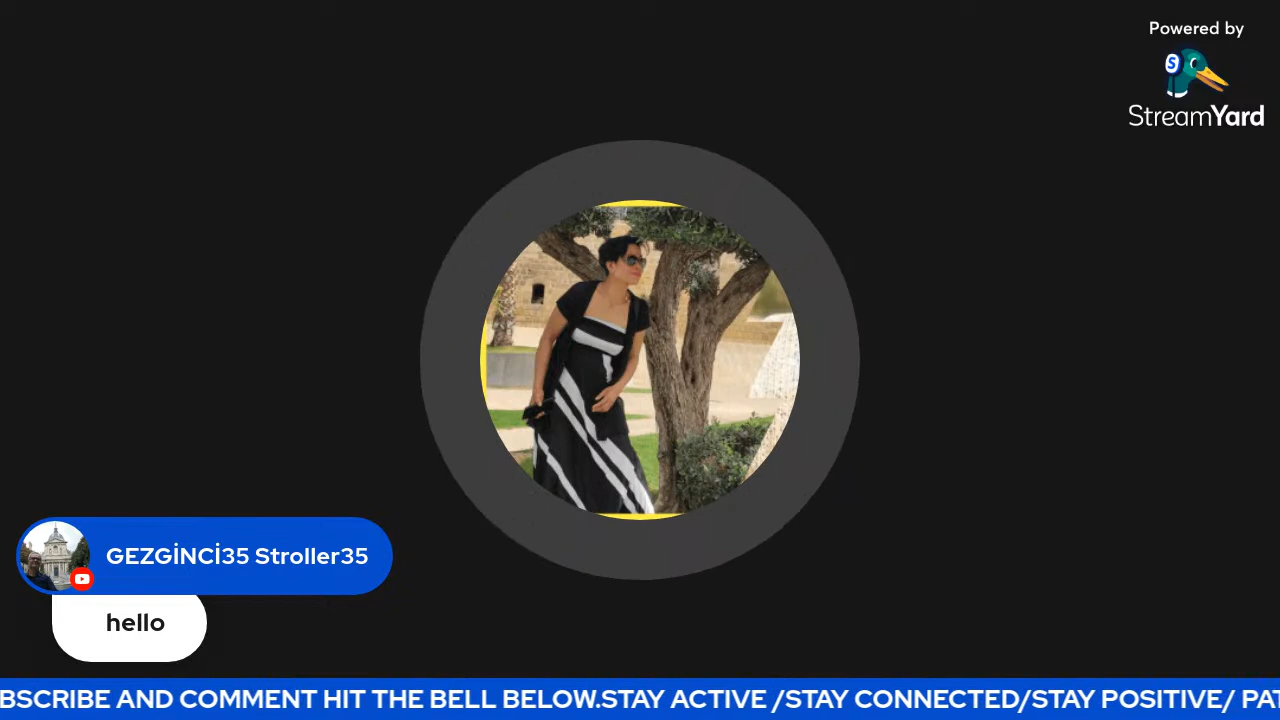 Powered by
S
StreamYard
GEZGİNCİ35 Stroller35
hello
BSCRIBE AND COMMENT HIT THE BELL BELOW.STAY ACTIVE /STAY CONNECTED/STAY POSITIVE/ PAT